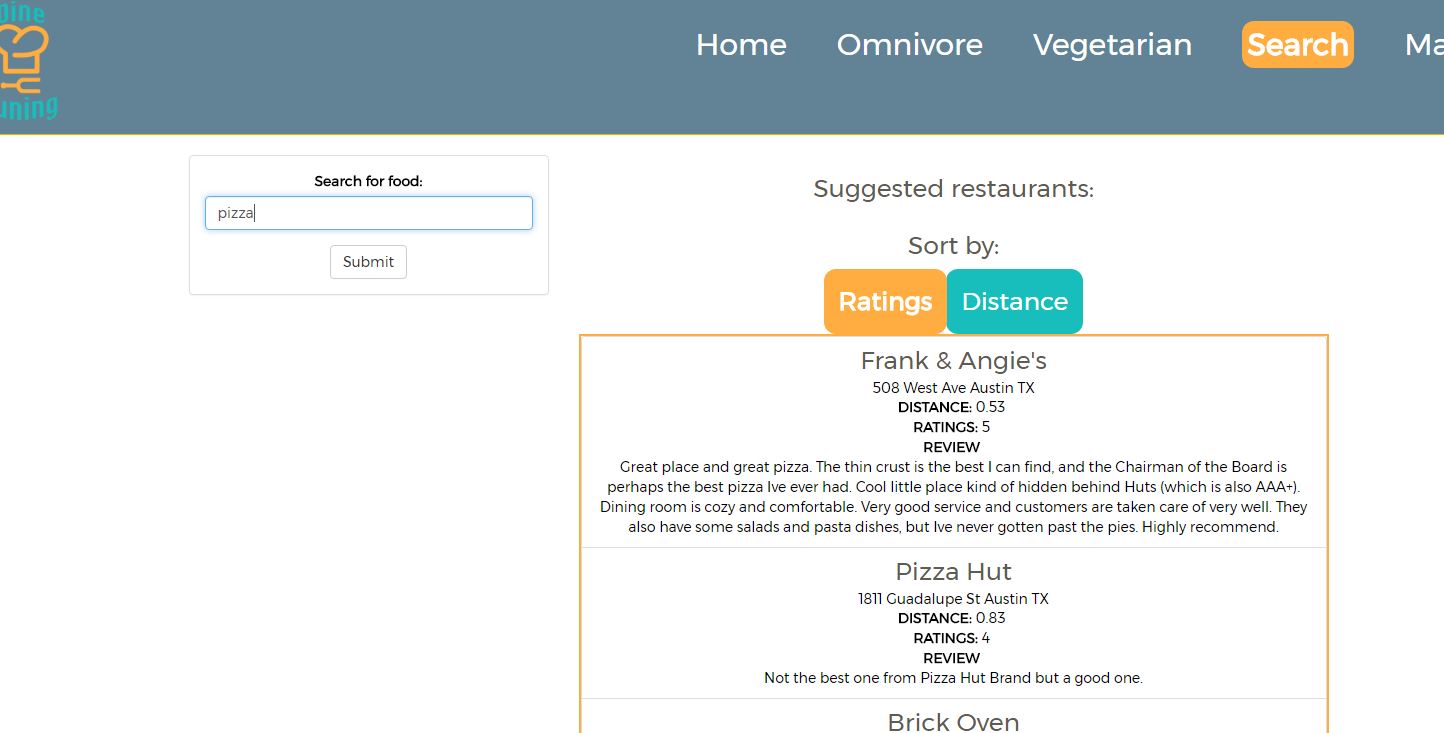 Home Omnivore Vegetarian Search
Search for food:
pizza
Submit
Suggested restaurants:
Sort by:
Ratings Distance
Frank & Angie's
508 West Ave Austin TX
DISTANCE: 0.53
RATINGS: 5
REVIEW
Great place and great pizza. The thin crust is the best I can find, and the Chairman of the Board is
perhaps the best pizza Ive ever had. Cool little place kind of hidden behind Huts (which is also AAA+).
Dining room is cozy and comfortable. Very good service and customers are taken care of very well. They
also have some salads and pasta dishes, but Ive never gotten past the pies. Highly recommend.
Pizza Hut
1811 Guadalupe St Austin TX
DISTANCE: 0.83
RATINGS: 4
REVIEW
Not the best one from Pizza Hut Brand but a good one.
Brick Oven